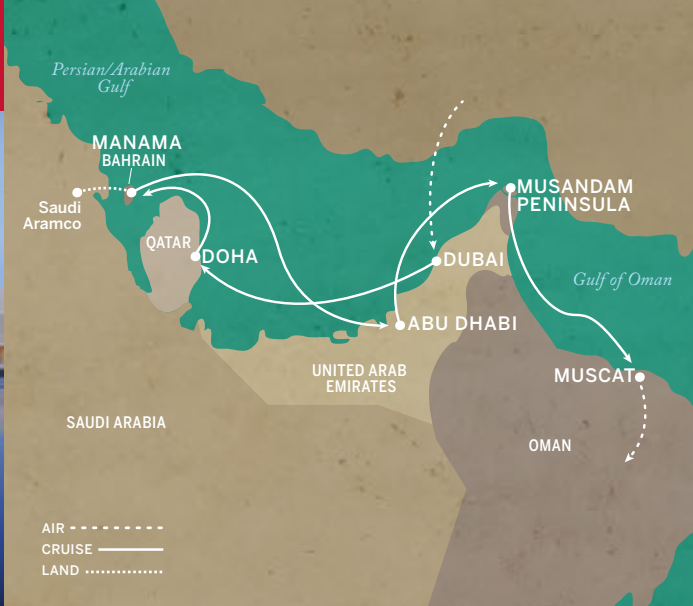 Persian/Arabian
Gulf
MANAMA
BAHRAIN
Saudi
Aramco
QATAR
DOHA
MUSANDAM
PENINSULA
DUBAI
Gulf of Oman
ABU DHABI
UNITED ARAB
EMIRATES
MUSCAT
SAUDI ARABIA
OMAN
AIR
CRUISE
LAND